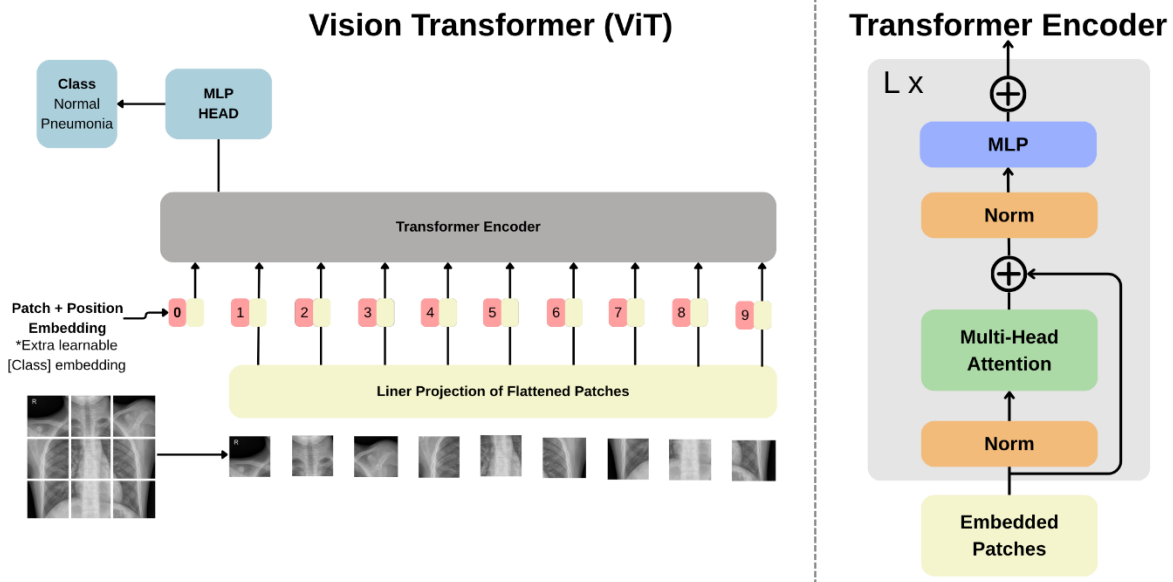 Vision Transformer (ViT)
Class
Normal
Pneumonia
MLP
HEAD
Transformer Encoder
Patch + Position
Embedding
*Extra learnable
[Class] embedding
0
1
2
3
4
5
6
7
8
9
Liner Projection of Flattened Patches
R
R
Transformer Encoder
L x
MLP
Norm
Multi-Head
Attention
Norm
Embedded
Patches